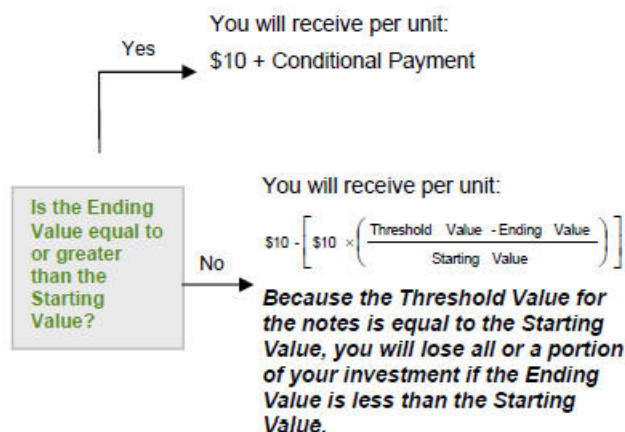 You will receive per unit:
Yes
$10 + Conditional Payment
You will receive per unit:
Is the Ending
Value equal to
or greater
than the
Starting
Value?
No
$10 - [ $10 × ( Threshold Value - Ending Value
Starting Value ) ]
Because the Threshold Value for
the notes is equal to the Starting
Value, you will lose all or a portion
of your investment if the Ending
Value is less than the Starting
Value.